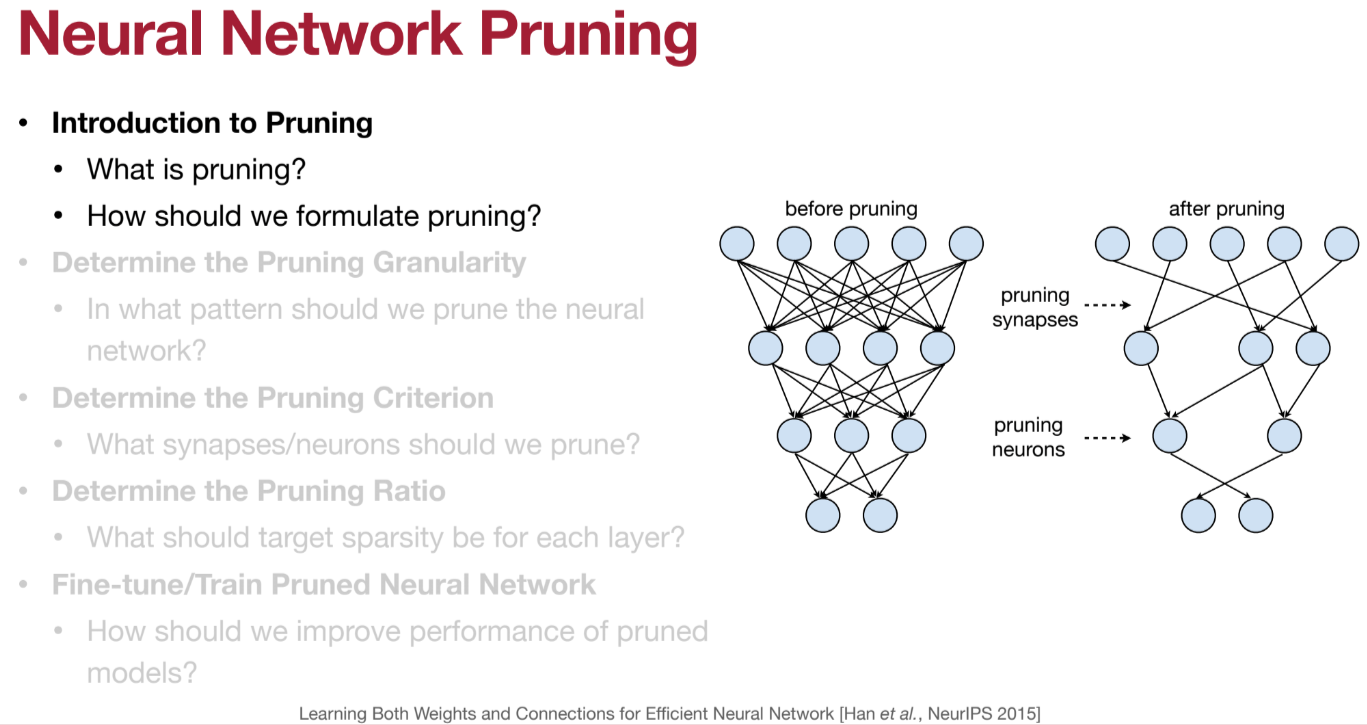 Neural Network Pruning
• Introduction to Pruning
• What is pruning?
• How should we formulate pruning?
• Determine the Pruning Granularity
• In what pattern should we prune the neural
network?
• Determine the Pruning Criterion
• What synapses/neurons should we prune?
• Determine the Pruning Ratio
• What should target sparsity be for each layer?
• Fine-tune/Train Pruned Neural Network
• How should we improve performance of pruned
models?
before pruning
after pruning
pruning
synapses
pruning
neurons
Learning Both Weights and Connections for Efficient Neural Network [Han et al., NeurIPS 2015]